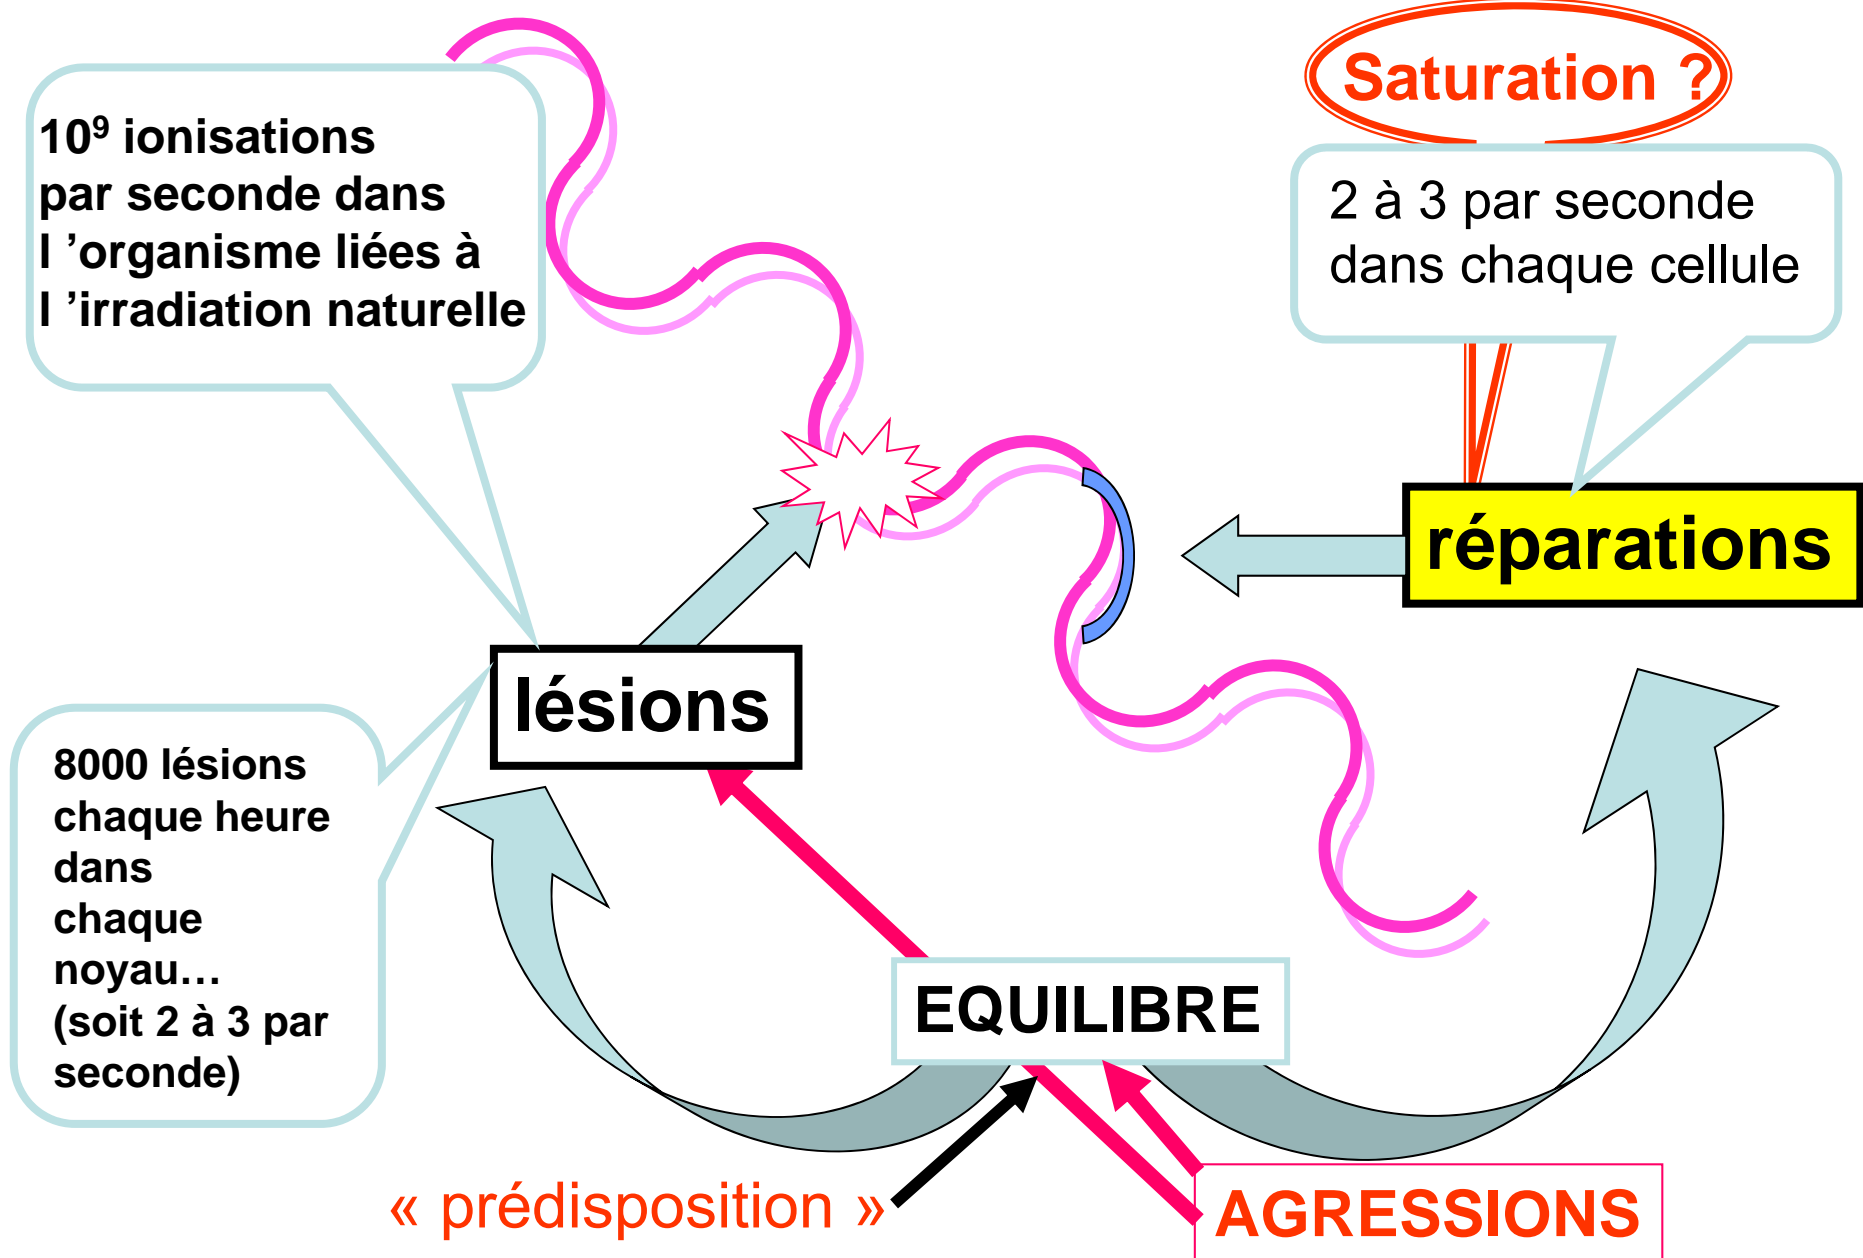 10⁹ ionisations
par seconde dans
l ’organisme liées à
l ’irradiation naturelle
Saturation ?
2 à 3 par seconde
dans chaque cellule
réparations
lésions
8000 lésions
chaque heure
dans
chaque
noyau…
(soit 2 à 3 par
seconde)
EQUILIBRE
« prédisposition »
AGRESSIONS